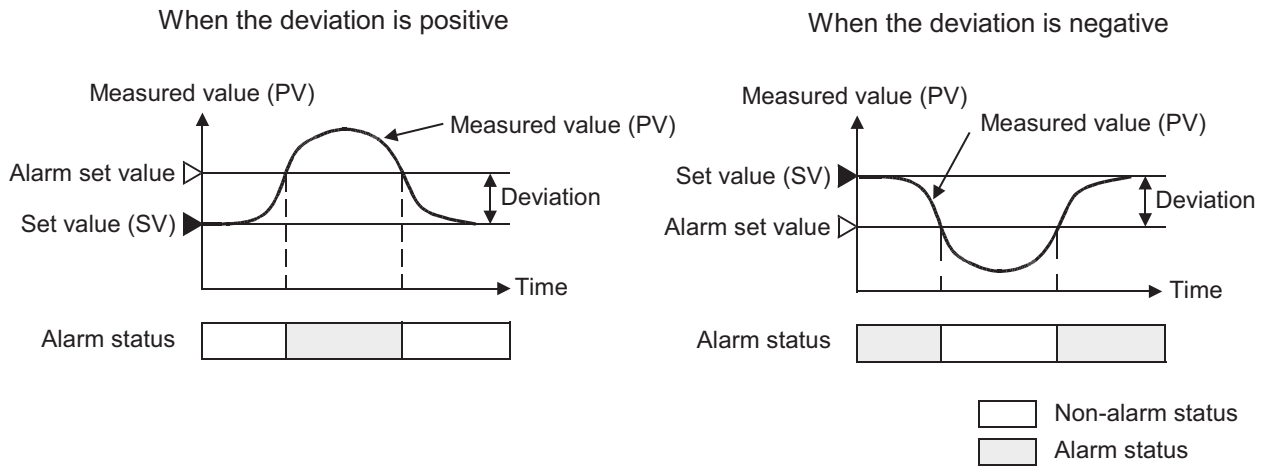 When the deviation is positive
Measured value (PV)
Measured value (PV)
Alarm set value
Deviation
Set value (SV)
Time
Alarm status
When the deviation is negative
Measured value (PV)
Measured value (PV)
Set value (SV)
Deviation
Alarm set value
Time
Alarm status
Non-alarm status
Alarm status